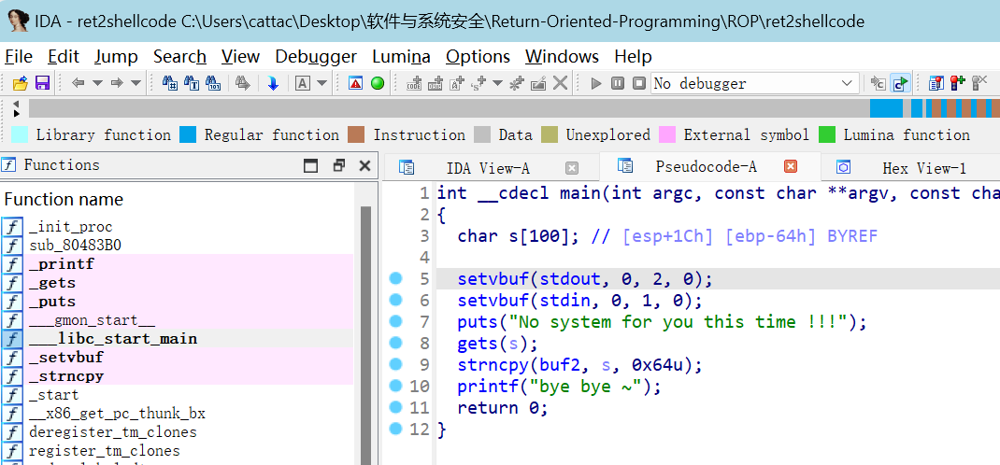 IDA - ret2shellcode C:\Users\cattac\Desktop\软件与系统安全\Return-Oriented-Programming\ROP\ret2shellcode
File Edit Jump Search View Debugger Lumina Options Windows Help
No debugger
Library function Regular function Instruction Data Unexplored External symbol Lumina function
Functions
IDA View-A Pseudocode-A Hex View-1
Function name
_init_proc
sub_80483B0
_printf
_gets
_puts
___gmon_start__
___libc_start_main
_setvbuf
_strncpy
_start
__x86_get_pc_thunk_bx
deregister_tm_clones
register_tm_clones
1 int __cdecl main(int argc, const char **argv, const cha
2 {
3 char s[100]; // [esp+1Ch] [ebp-64h] BYREF
4
5 setvbuf(stdout, 0, 2, 0);
6 setvbuf(stdin, 0, 1, 0);
7 puts("No system for you this time !!!");
8 gets(s);
9 strncpy(buf2, s, 0x64u);
10 printf("bye bye ~");
11 return 0;
12 }